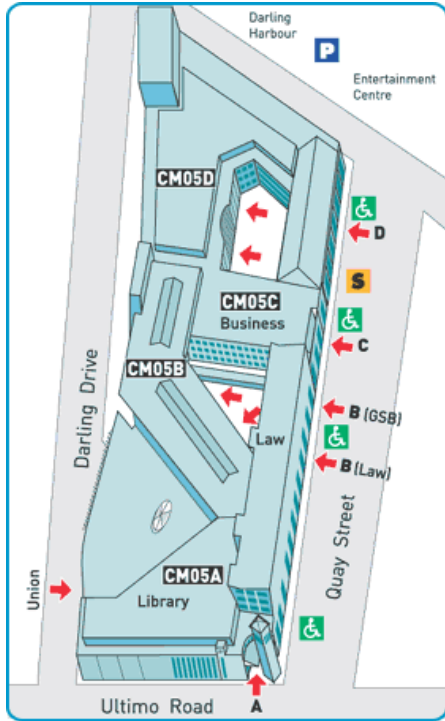 Darling
Harbour
P
Entertainment
Centre
CM05D
D
S
CM05C
Business
C
CM05B
B (GSB)
Law
B (Law)
Darling Drive
Quay Street
CM05A
Library
Union
Ultimo Road
A